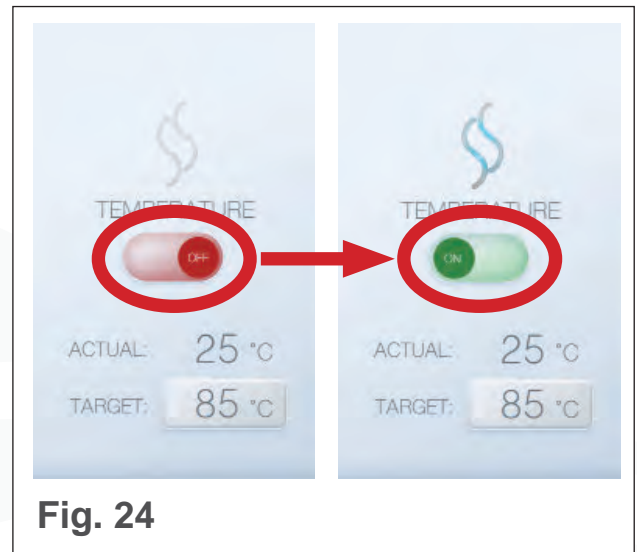 TEMPERATURE
OFF
ACTUAL: 25 °C
TARGET: 85 °C
TEMPERATURE
ON
ACTUAL: 25 °C
TARGET: 85 °C
Fig. 24